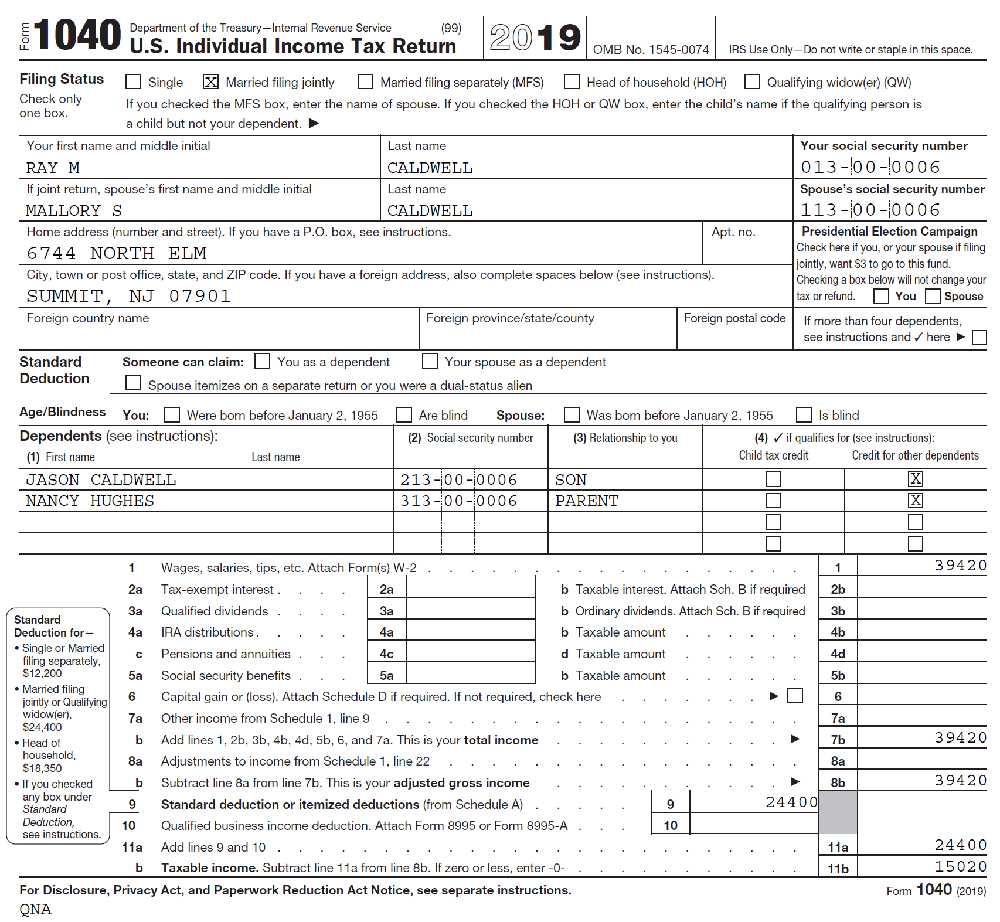 Form 1040 Department of the Treasury—Internal Revenue Service (99)
U.S. Individual Income Tax Return 2019 OMB No. 1545-0074 IRS Use Only—Do not write or staple in this space.
Filing Status Single X Married filing jointly Married filing separately (MFS) Head of household (HOH) Qualifying widow(er) (QW)
Check only
one box.
If you checked the MFS box, enter the name of spouse. If you checked the HOH or QW box, enter the child's name if the qualifying person is
a child but not your dependent. ▶
Your first name and middle initial Last name Your social security number
RAY M CALDWELL 013-00-0006
If joint return, spouse's first name and middle initial Last name Spouse's social security number
MALLORY S CALDWELL 113-00-0006
Home address (number and street). If you have a P.O. box, see instructions. Apt. no.
6744 NORTH ELM
City, town or post office, state, and ZIP code. If you have a foreign address, also complete spaces below (see instructions).
SUMMIT, NJ 07901
Presidential Election Campaign
Check here if you, or your spouse if filing
jointly, want $3 to go to this fund.
Checking a box below will not change your
tax or refund. You Spouse
Foreign country name Foreign province/state/county Foreign postal code
If more than four dependents,
see instructions and ✓ here ▶
Standard
Deduction
Someone can claim: You as a dependent Your spouse as a dependent
Spouse itemizes on a separate return or you were a dual-status alien
Age/Blindness You: Were born before January 2, 1955 Are blind Spouse: Was born before January 2, 1955 Is blind
Dependents (see instructions): (2) Social security number (3) Relationship to you (4) ✓ if qualifies for (see instructions):
(1) First name Last name Child tax credit Credit for other dependents
JASON CALDWELL 213-00-0006 SON X
NANCY HUGHES 313-00-0006 PARENT X
1 Wages, salaries, tips, etc. Attach Form(s) W-2 1 39420
2a Tax-exempt interest 2a b Taxable interest. Attach Sch. B if required 2b
3a Qualified dividends 3a b Ordinary dividends. Attach Sch. B if required 3b
4a IRA distributions 4a b Taxable amount 4b
c Pensions and annuities 4c d Taxable amount 4d
5a Social security benefits 5a b Taxable amount 5b
6 Capital gain or (loss). Attach Schedule D if required. If not required, check here ▶ 6
7a Other income from Schedule 1, line 9 7a
b Add lines 1, 2b, 3b, 4b, 4d, 5b, 6, and 7a. This is your total income ▶ 7b 39420
8a Adjustments to income from Schedule 1, line 22 8a
b Subtract line 8a from line 7b. This is your adjusted gross income ▶ 8b 39420
9 Standard deduction or itemized deductions (from Schedule A) 9 24400
10 Qualified business income deduction. Attach Form 8995 or Form 8995-A 10
11a Add lines 9 and 10 11a 24400
b Taxable income. Subtract line 11a from line 8b. If zero or less, enter -0- 11b 15020
Standard
Deduction for—
• Single or Married
filing separately,
$12,200
• Married filing
jointly or Qualifying
widow(er),
$24,400
• Head of
household,
$18,350
• If you checked
any box under
Standard
Deduction,
see instructions.
For Disclosure, Privacy Act, and Paperwork Reduction Act Notice, see separate instructions. Form 1040 (2019)
QNA